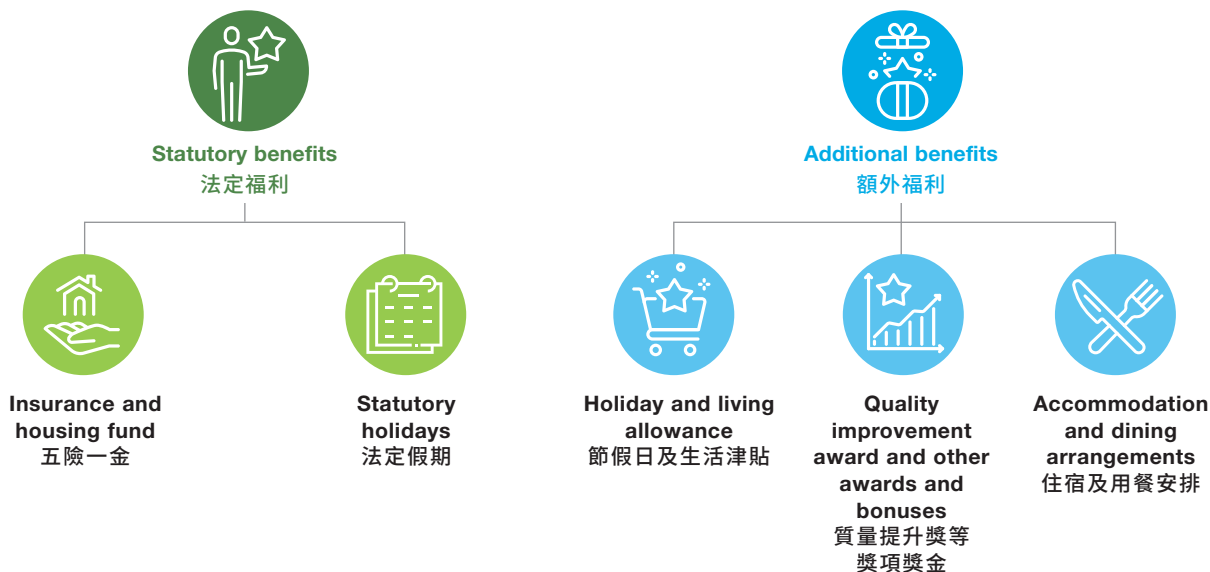 Statutory benefits
法定福利
Additional benefits
額外福利
Insurance and
housing fund
五險一金
Statutory
holidays
法定假期
Holiday and living
allowance
節假日及生活津貼
Quality
improvement
award and other
awards and
bonuses
質量提升獎等
獎項獎金
Accommodation
and dining
arrangements
住宿及用餐安排